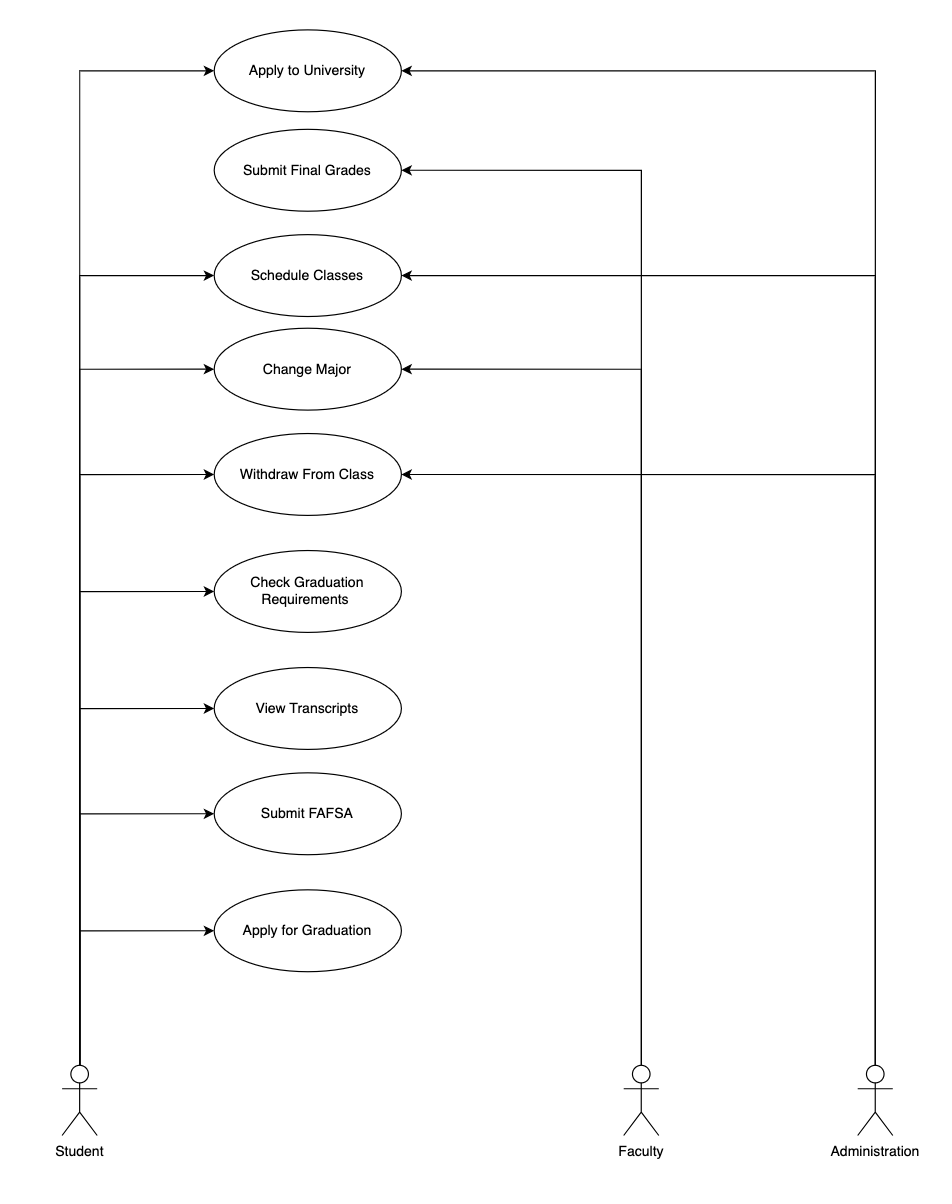 Apply to University
Submit Final Grades
Schedule Classes
Change Major
Withdraw From Class
Check Graduation
Requirements
View Transcripts
Submit FAFSA
Apply for Graduation
Student
Faculty
Administration